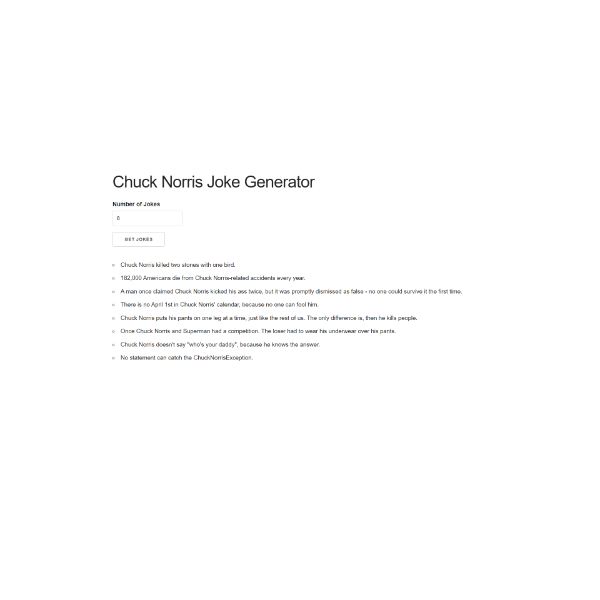 Chuck Norris Joke Generator
Number of Jokes
8
GET JOKES
Chuck Norris killed two stones with one bird.
182,000 Americans die from Chuck Norris-related accidents every year.
A man once claimed Chuck Norris kicked his ass twice, but it was promptly dismissed as false - no one could survive it the first time.
There is no April 1st in Chuck Norris' calendar, because no one can fool him.
Chuck Norris puts his pants on one leg at a time, just like the rest of us. The only difference is, then he kills people.
Once Chuck Norris and Superman had a competition. The loser had to wear his underwear over his pants.
Chuck Norris doesn't say "who's your daddy", because he knows the answer.
No statement can catch the ChuckNorrisException.